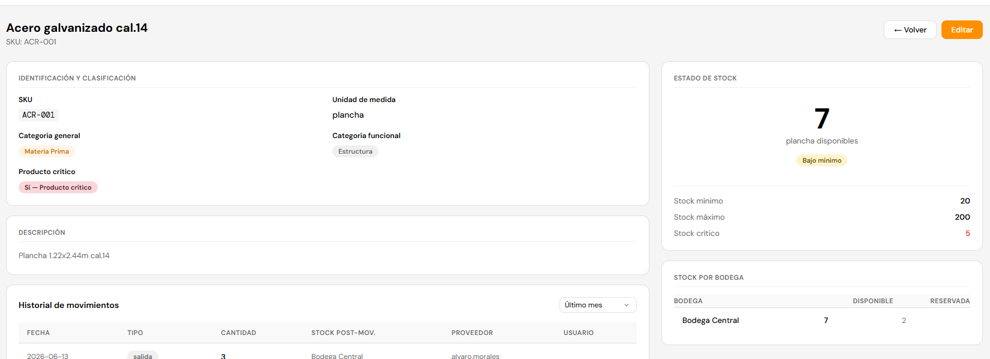 Acero galvanizado cal.14
SKU: ACR-001
← Volver
Editar
IDENTIFICACIÓN Y CLASIFICACIÓN
SKU
Unidad de medida
ACR-001
plancha
Categoría general
Categoría funcional
Materia Prima
Estructura
Producto crítico
Sí — Producto crítico
DESCRIPCIÓN
Plancha 1.22x2.44m cal.14
Historial de movimientos
Último mes
FECHA TIPO CANTIDAD STOCK POST-MOV. PROVEEDOR USUARIO
2026-06-13 salida 3 Bodega Central alvaro.morales
ESTADO DE STOCK
7
plancha disponibles
Bajo mínimo
Stock mínimo 20
Stock máximo 200
Stock crítico 5
STOCK POR BODEGA
BODEGA DISPONIBLE RESERVADA
Bodega Central 7 2